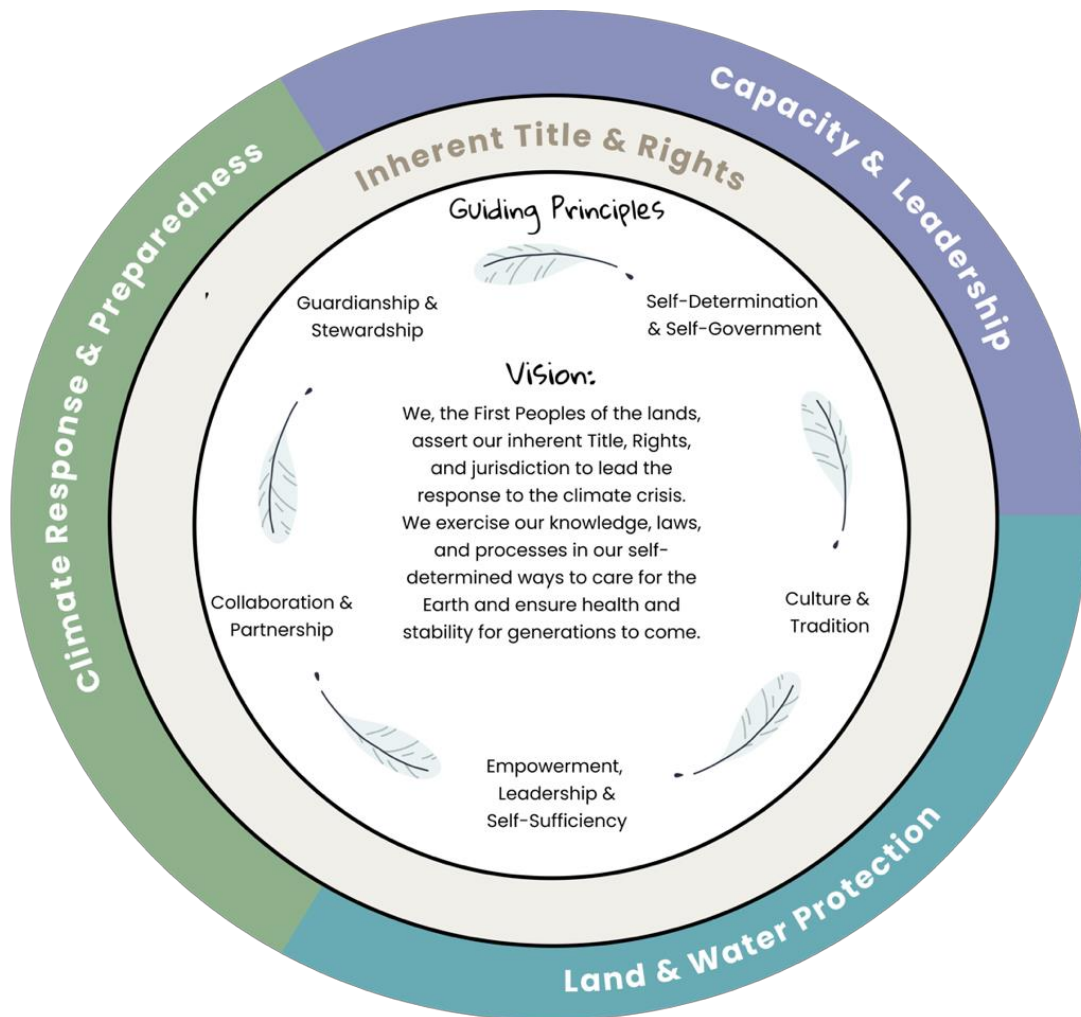 Capacity & Leadership
Climate Response & Preparedness
Inherent Title & Rights
Guiding Principles
Guardianship &
Stewardship
Self-Determination
& Self-Government
Vision:
We, the First Peoples of the lands,
assert our inherent Title, Rights,
and jurisdiction to lead the
response to the climate crisis.
We exercise our knowledge, laws,
and processes in our self-
determined ways to care for the
Earth and ensure health and
stability for generations to come.
Collaboration &
Partnership
Culture &
Tradition
Empowerment,
Leadership &
Self-Sufficiency
Land & Water Protection